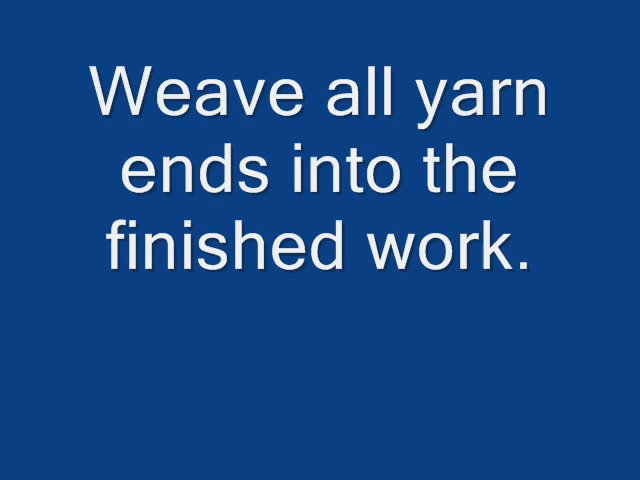 Weave all yarn
ends into the
finished work.